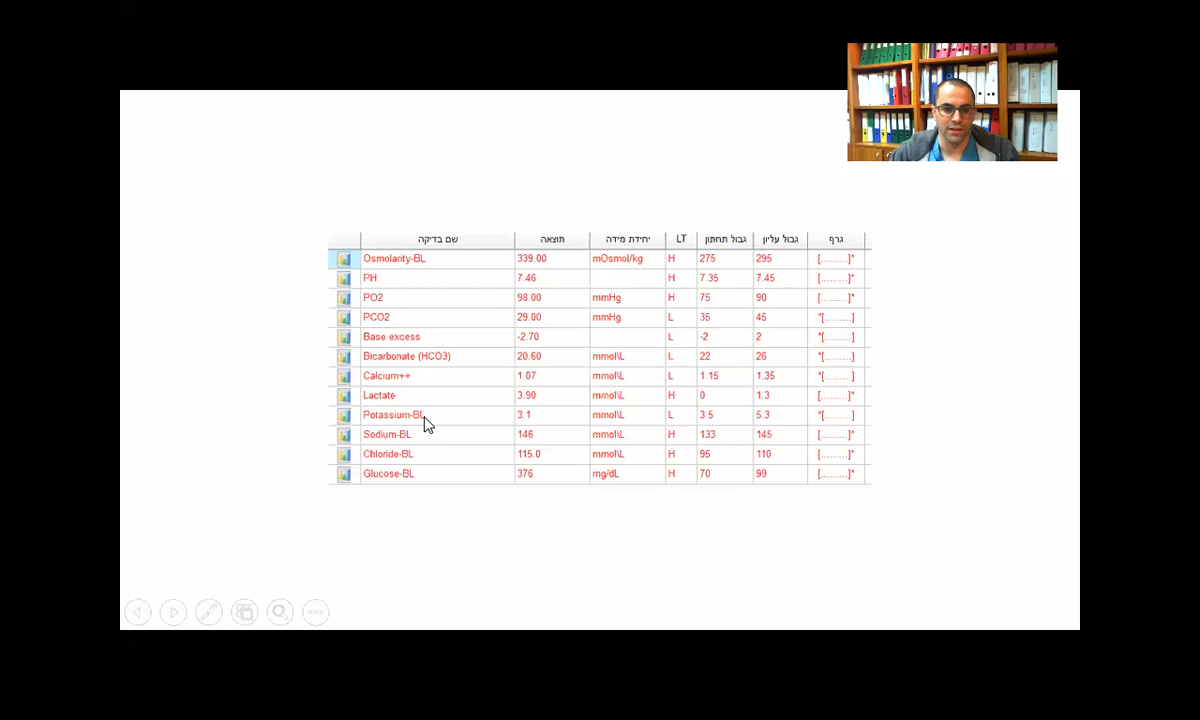 שם בדיקה תוצאה יחידת מידה LT גבול תחתון גבול עליון גרף
Osmolarity-BL 339.00 mOsmol/kg H 275 295 [.........]*
PH 7.46 H 7.35 7.45 [.........]*
PO2 98.00 mmHg H 75 90 [.........]*
PCO2 29.00 mmHg L 35 45 *[.........]
Base excess -2.70 L -2 2 *[.........]
Bicarbonate (HCO3) 20.60 mmol\L L 22 26 *[.........]
Calcium++ 1.07 mmol\L L 1.15 1.35 *[.........]
Lactate 3.90 mmol\L H 0 1.3 [.........]*
Potassium-BL 3.1 mmol\L L 3.5 5.3 *[.........]
Sodium-BL 146 mmol\L H 133 145 [.........]*
Chloride-BL 115.0 mmol\L H 95 110 [.........]*
Glucose-BL 376 mg/dL H 70 99 [.........]*